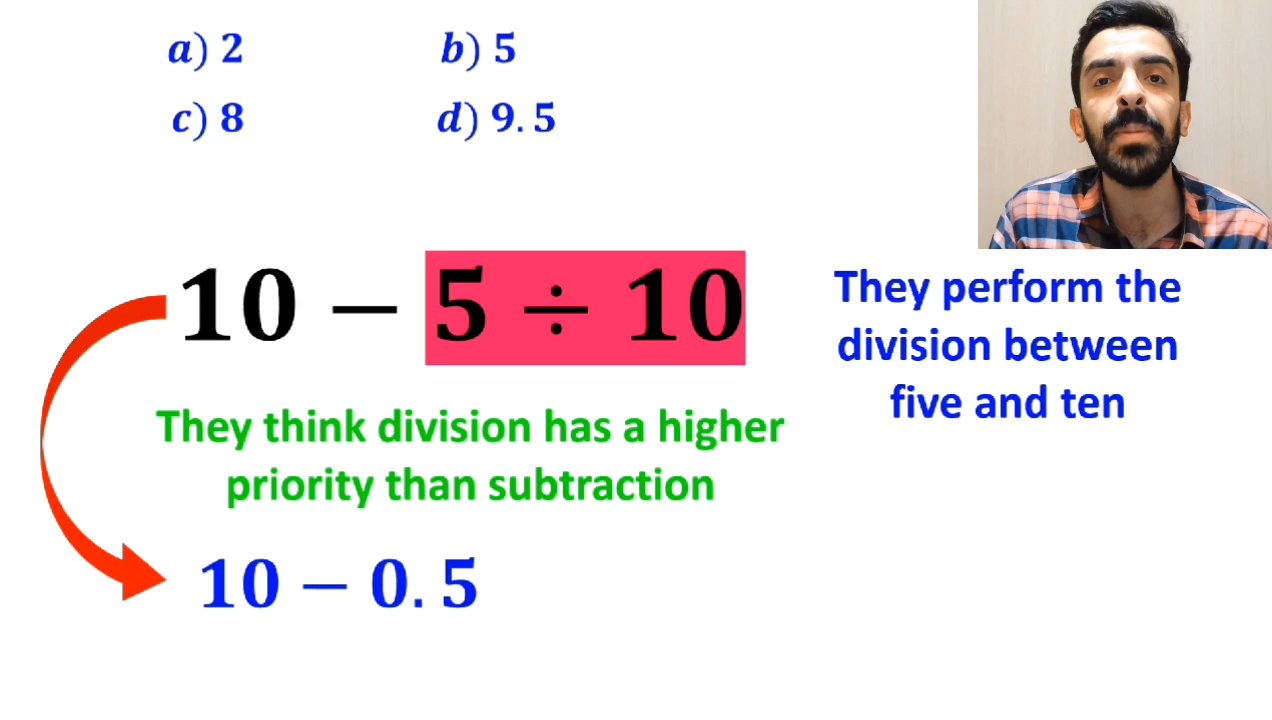 a) 2 b) 5
c) 8 d) 9.5
10 − 5 ÷ 10
They perform the
division between
five and ten
They think division has a higher
priority than subtraction
10 − 0.5